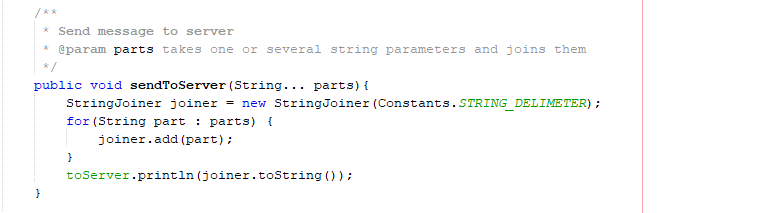 /**
 * Send message to server
 * @param parts takes one or several string parameters and joins them
 */
public void sendToServer(String... parts){
    StringJoiner joiner = new StringJoiner(Constants.STRING_DELIMETER);
    for(String part : parts) {
        joiner.add(part);
    }
    toServer.println(joiner.toString());
}